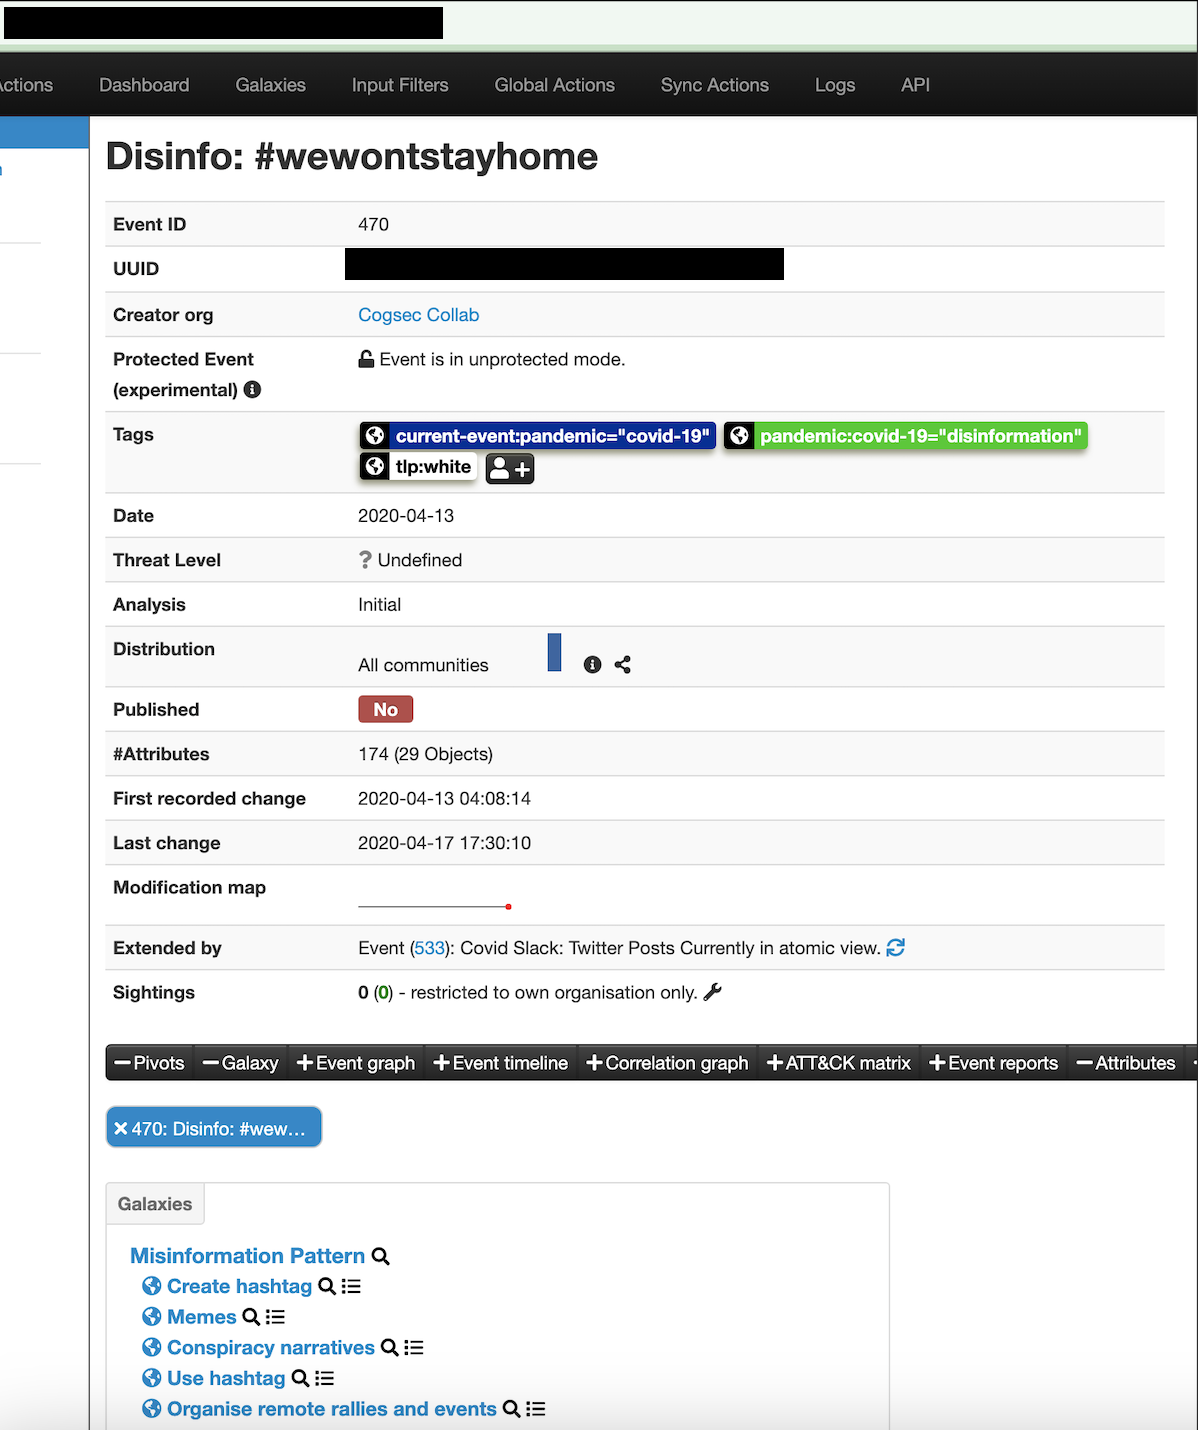 ctions Dashboard Galaxies Input Filters Global Actions Sync Actions Logs API
Disinfo: #wewontstayhome
Event ID 470
UUID
Creator org Cogsec Collab
Protected Event Event is in unprotected mode.
(experimental)
Tags current-event:pandemic="covid-19" pandemic:covid-19="disinformation"
tlp:white
Date 2020-04-13
Threat Level ? Undefined
Analysis Initial
Distribution All communities
Published No
#Attributes 174 (29 Objects)
First recorded change 2020-04-13 04:08:14
Last change 2020-04-17 17:30:10
Modification map
Extended by Event (533): Covid Slack: Twitter Posts Currently in atomic view.
Sightings 0 (0) - restricted to own organisation only.
−Pivots −Galaxy +Event graph +Event timeline +Correlation graph +ATT&CK matrix +Event reports −Attributes
× 470: Disinfo: #wew...
Galaxies
Misinformation Pattern
Create hashtag
Memes
Conspiracy narratives
Use hashtag
Organise remote rallies and events